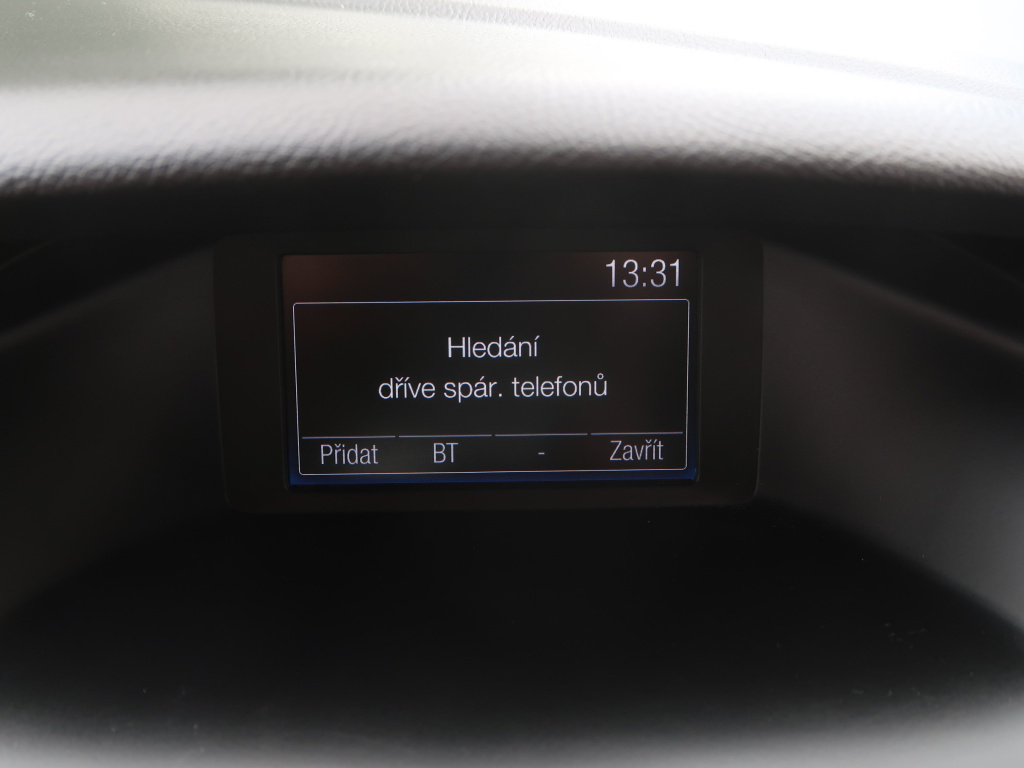 13:31
Hledání
dříve spár. telefonů
Přidat BT - Zavřít